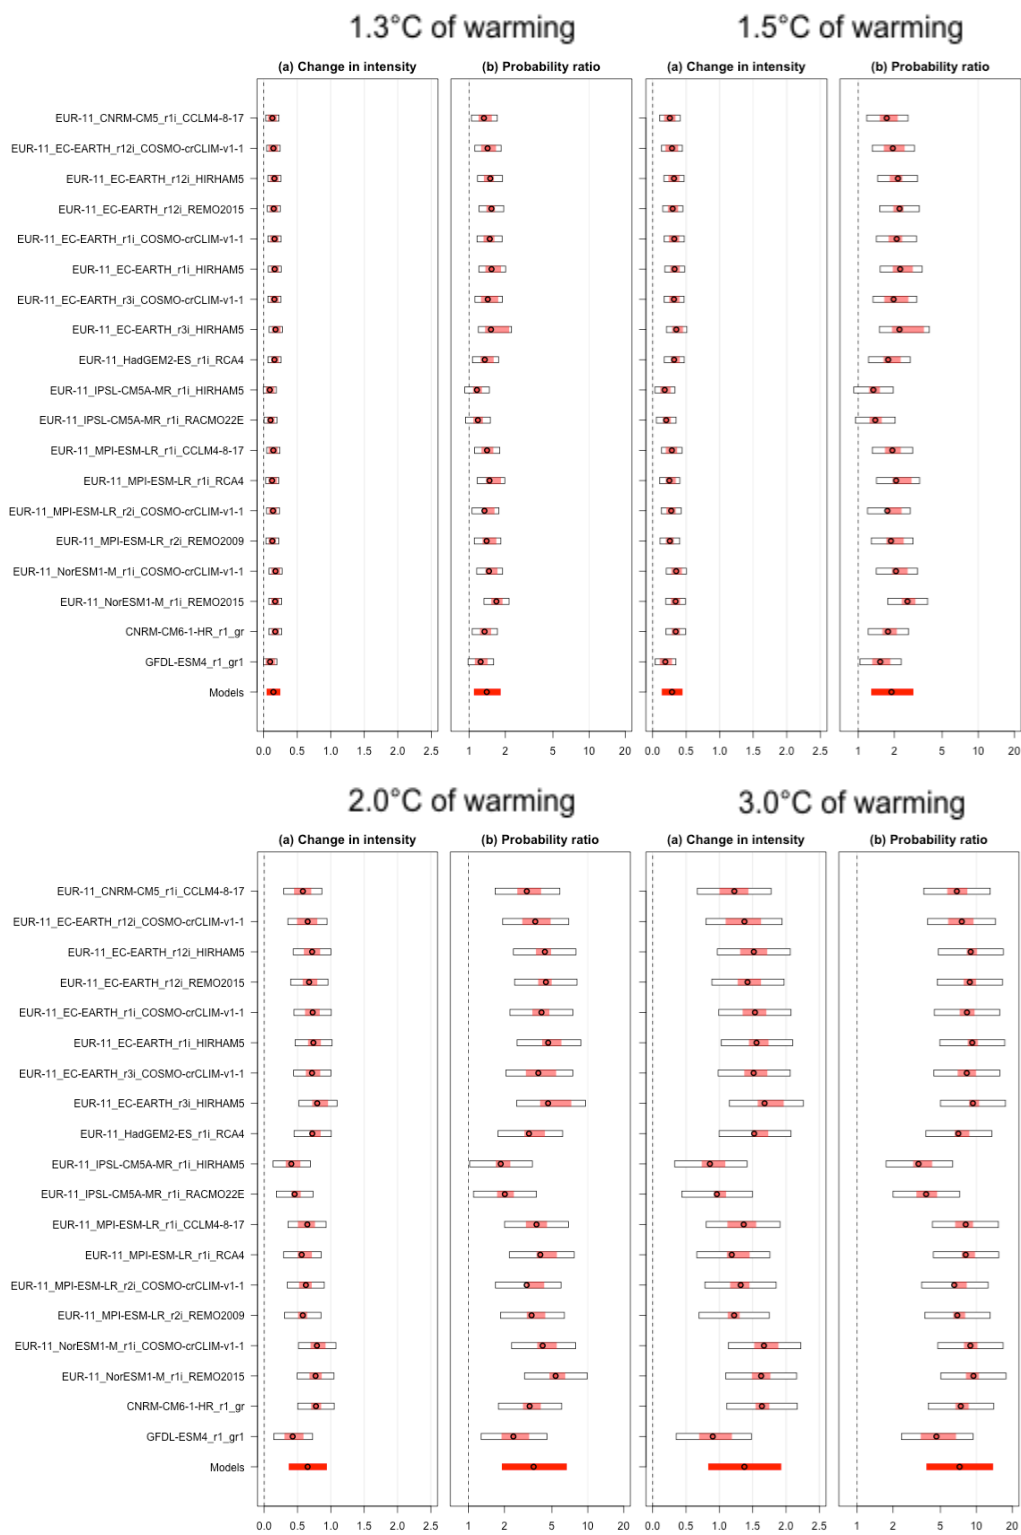 1.3°C of warming 1.5°C of warming
(a) Change in intensity (b) Probability ratio (a) Change in intensity (b) Probability ratio
EUR-11_CNRM-CM5_r1i_CCLM4-8-17
EUR-11_EC-EARTH_r12i_COSMO-crCLIM-v1-1
EUR-11_EC-EARTH_r12i_HIRHAM5
EUR-11_EC-EARTH_r12i_REMO2015
EUR-11_EC-EARTH_r1i_COSMO-crCLIM-v1-1
EUR-11_EC-EARTH_r1i_HIRHAM5
EUR-11_EC-EARTH_r3i_COSMO-crCLIM-v1-1
EUR-11_EC-EARTH_r3i_HIRHAM5
EUR-11_HadGEM2-ES_r1i_RCA4
EUR-11_IPSL-CM5A-MR_r1i_HIRHAM5
EUR-11_IPSL-CM5A-MR_r1i_RACMO22E
EUR-11_MPI-ESM-LR_r1i_CCLM4-8-17
EUR-11_MPI-ESM-LR_r1i_RCA4
EUR-11_MPI-ESM-LR_r2i_COSMO-crCLIM-v1-1
EUR-11_MPI-ESM-LR_r2i_REMO2009
EUR-11_NorESM1-M_r1i_COSMO-crCLIM-v1-1
EUR-11_NorESM1-M_r1i_REMO2015
CNRM-CM6-1-HR_r1_gr
GFDL-ESM4_r1_gr1
Models
0.0 0.5 1.0 1.5 2.0 2.5 1 2 5 10 20 0.0 0.5 1.0 1.5 2.0 2.5 1 2 5 10 20
2.0°C of warming 3.0°C of warming
(a) Change in intensity (b) Probability ratio (a) Change in intensity (b) Probability ratio
EUR-11_CNRM-CM5_r1i_CCLM4-8-17
EUR-11_EC-EARTH_r12i_COSMO-crCLIM-v1-1
EUR-11_EC-EARTH_r12i_HIRHAM5
EUR-11_EC-EARTH_r12i_REMO2015
EUR-11_EC-EARTH_r1i_COSMO-crCLIM-v1-1
EUR-11_EC-EARTH_r1i_HIRHAM5
EUR-11_EC-EARTH_r3i_COSMO-crCLIM-v1-1
EUR-11_EC-EARTH_r3i_HIRHAM5
EUR-11_HadGEM2-ES_r1i_RCA4
EUR-11_IPSL-CM5A-MR_r1i_HIRHAM5
EUR-11_IPSL-CM5A-MR_r1i_RACMO22E
EUR-11_MPI-ESM-LR_r1i_CCLM4-8-17
EUR-11_MPI-ESM-LR_r1i_RCA4
EUR-11_MPI-ESM-LR_r2i_COSMO-crCLIM-v1-1
EUR-11_MPI-ESM-LR_r2i_REMO2009
EUR-11_NorESM1-M_r1i_COSMO-crCLIM-v1-1
EUR-11_NorESM1-M_r1i_REMO2015
CNRM-CM6-1-HR_r1_gr
GFDL-ESM4_r1_gr1
Models
0.0 0.5 1.0 1.5 2.0 2.5 1 2 5 10 20 0.0 0.5 1.0 1.5 2.0 2.5 1 2 5 10 20